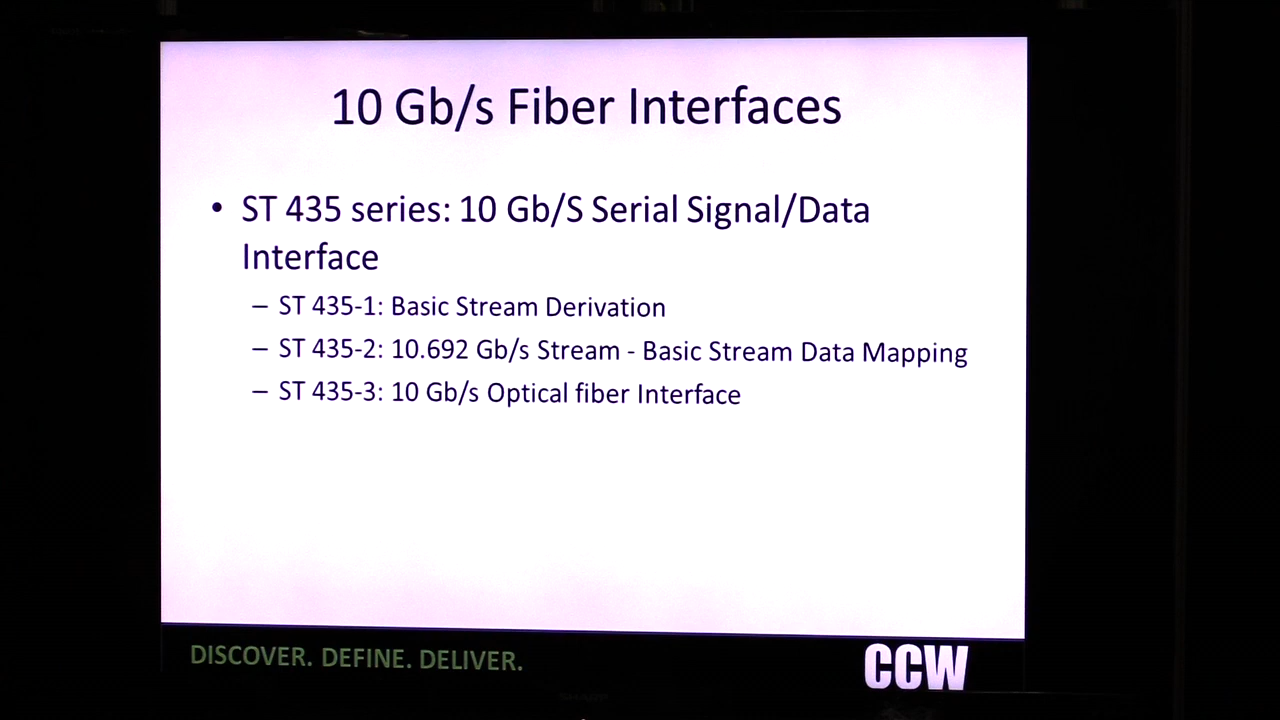 10 Gb/s Fiber Interfaces
• ST 435 series: 10 Gb/S Serial Signal/Data
Interface
– ST 435-1: Basic Stream Derivation
– ST 435-2: 10.692 Gb/s Stream - Basic Stream Data Mapping
– ST 435-3: 10 Gb/s Optical fiber Interface
DISCOVER. DEFINE. DELIVER.
CCW
SHARP